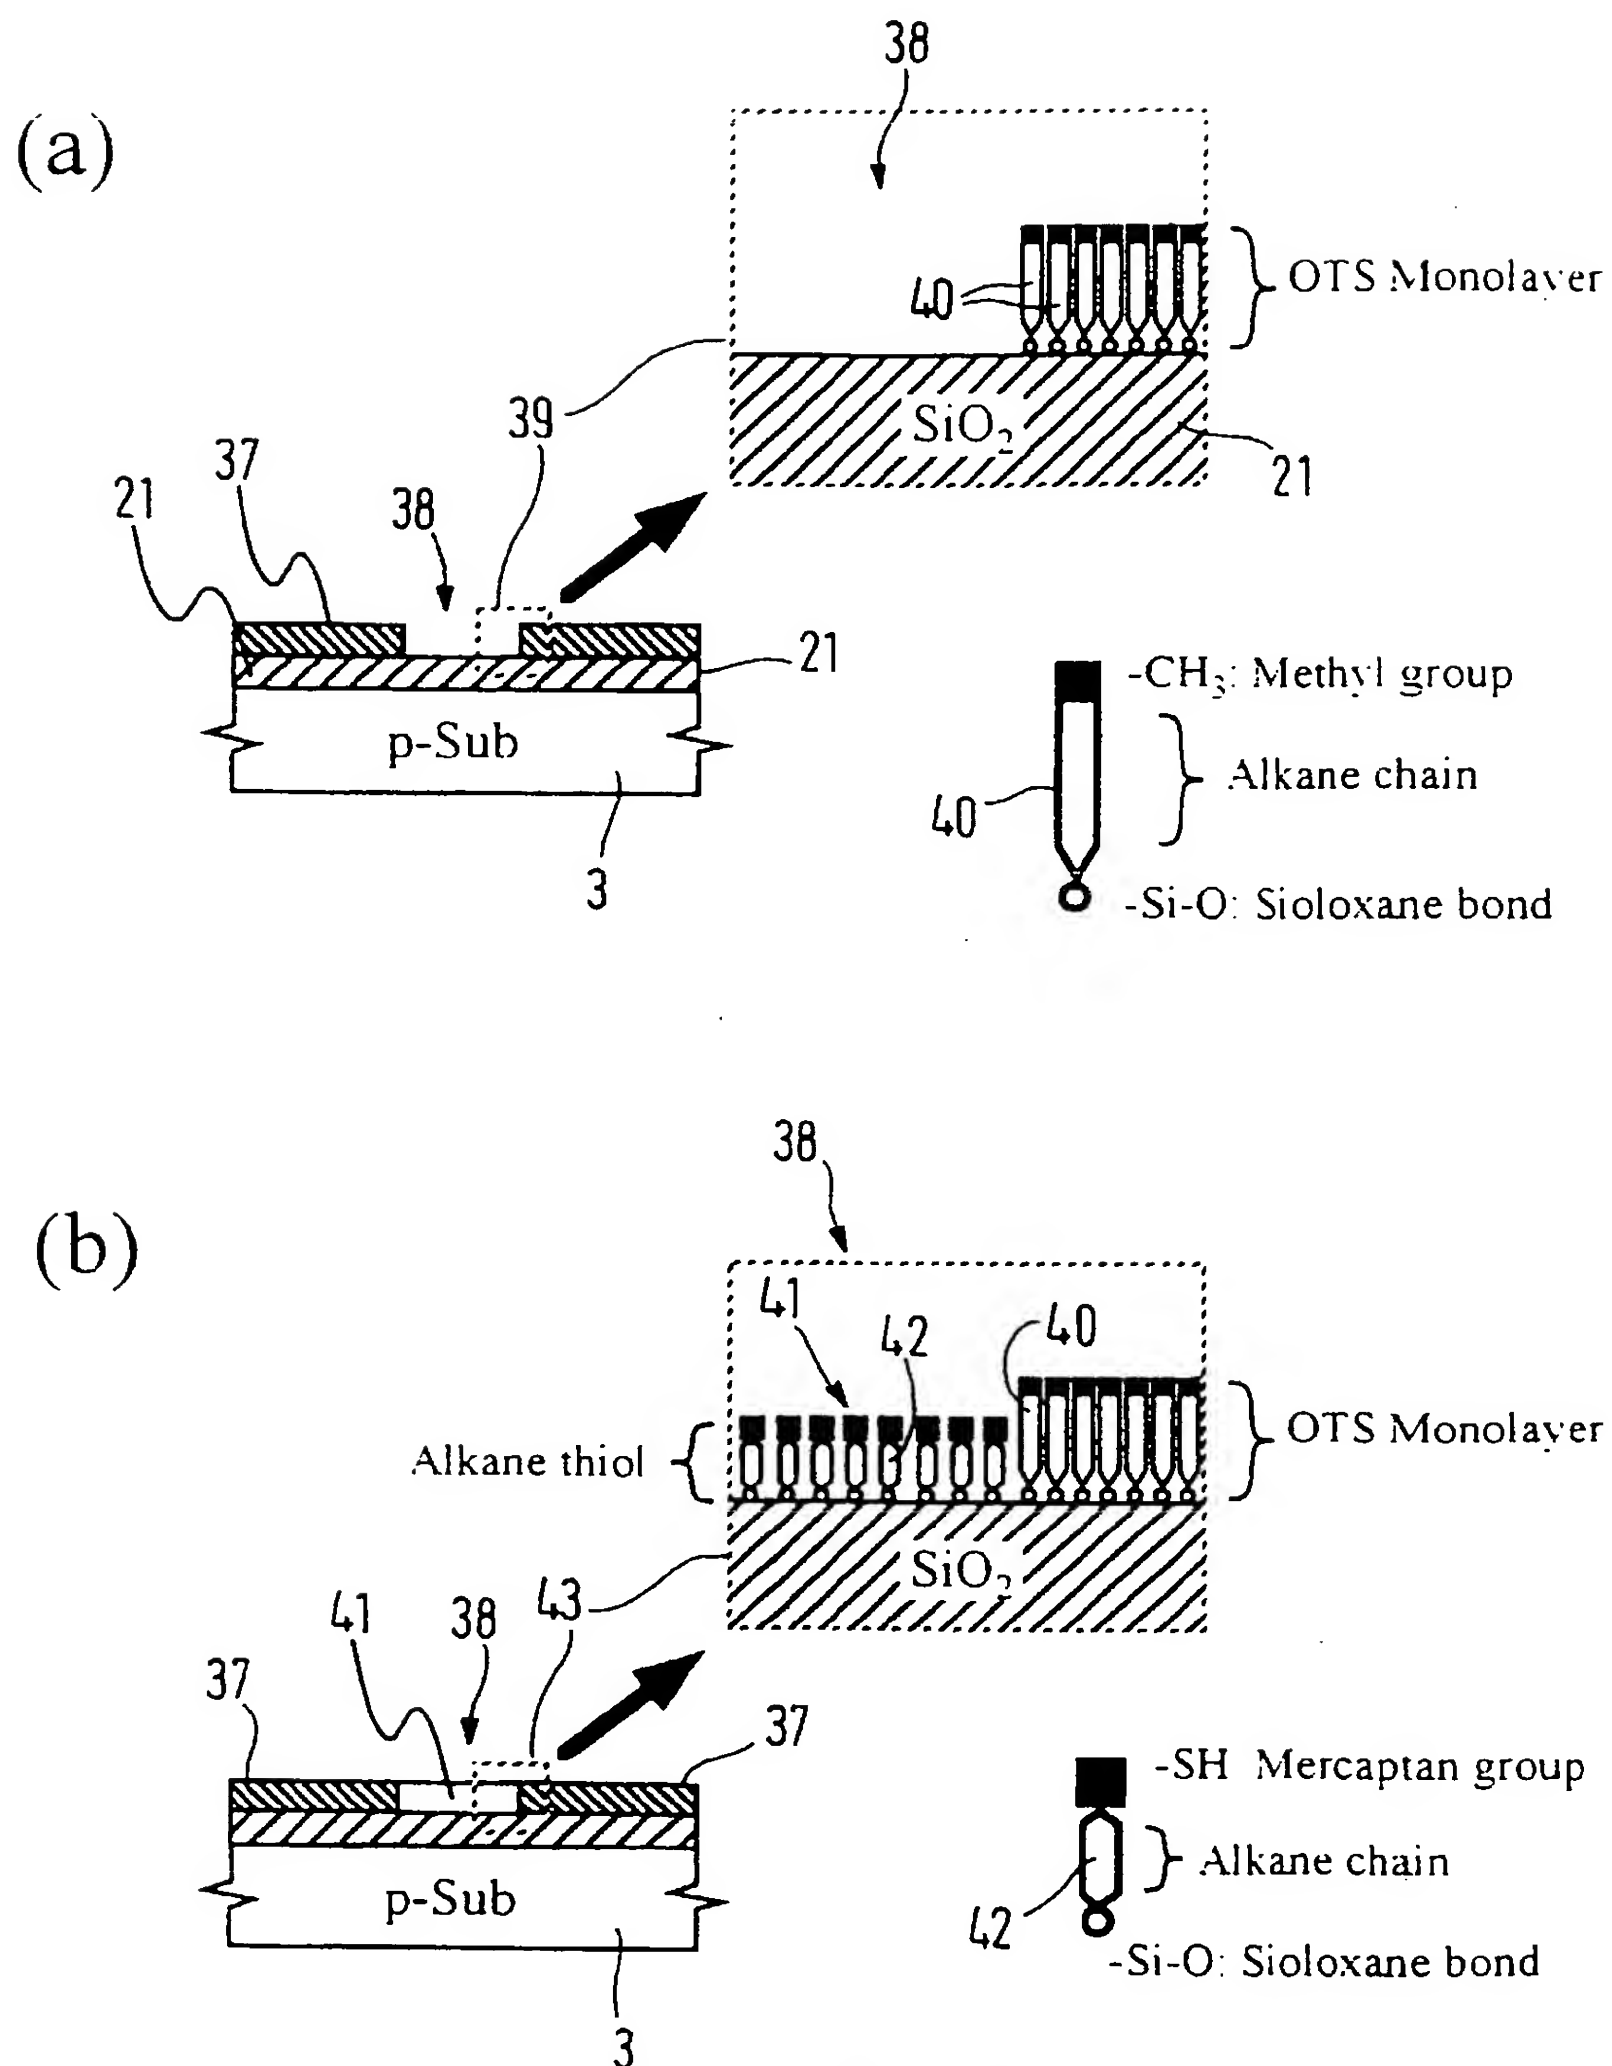 (a)
38
40
OTS Monolayer
39
SiO₂
21
37
21
38
21
p-Sub
3
-CH₃: Methyl group
Alkane chain
40
-Si-O: Sioloxane bond
(b)
38
41
42
40
Alkane thiol
OTS Monolayer
SiO₂
43
41
38
37
37
p-Sub
3
-SH Mercaptan group
Alkane chain
42
-Si-O: Sioloxane bond